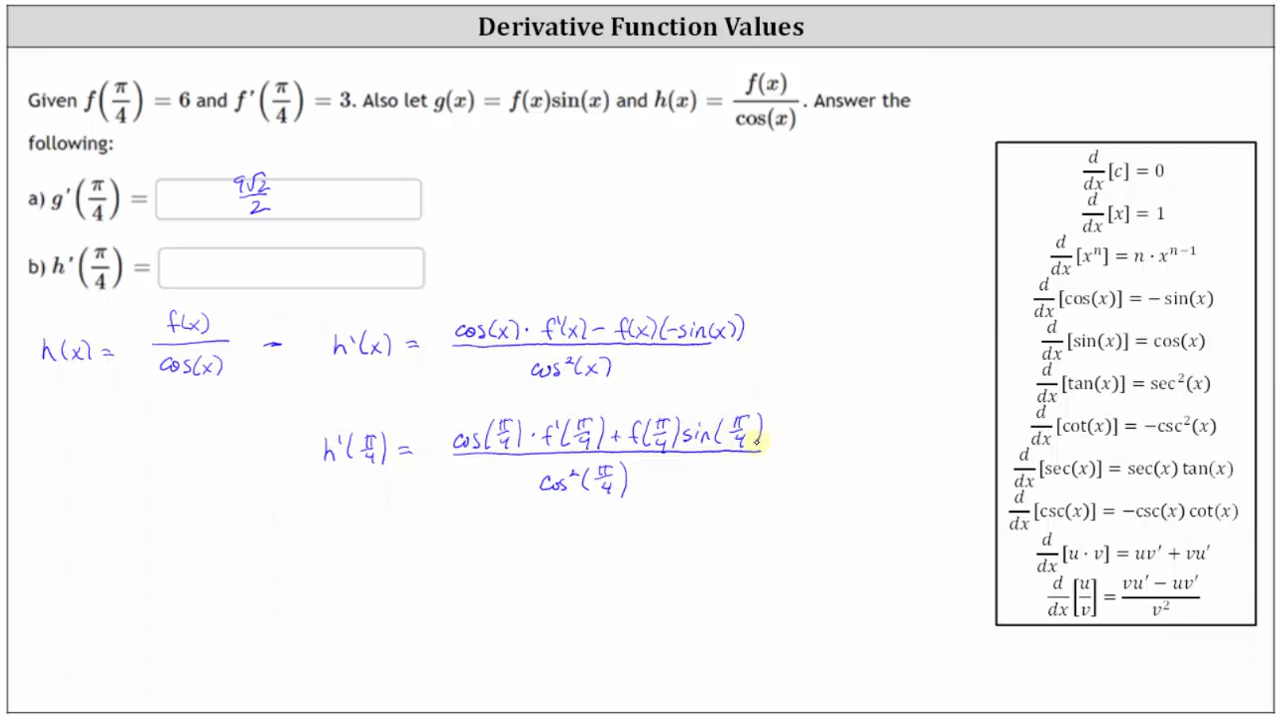 Derivative Function Values
Given f(π/4) = 6 and f'(π/4) = 3. Also let g(x) = f(x)sin(x) and h(x) = f(x)/cos(x). Answer the
following:
a) g'(π/4) = 9√2/2
b) h'(π/4) =
h(x) = f(x)/cos(x) - h'(x) = cos(x)·f'(x) - f(x)(-sin(x))/cos²(x)
h'(π/4) = cos(π/4)·f'(π/4) + f(π/4)sin(π/4)/cos²(π/4)
d/dx[c] = 0
d/dx[x] = 1
d/dx[xⁿ] = n · xⁿ⁻¹
d/dx[cos(x)] = − sin(x)
d/dx[sin(x)] = cos(x)
d/dx[tan(x)] = sec²(x)
d/dx[cot(x)] = −csc²(x)
d/dx[sec(x)] = sec(x) tan(x)
d/dx[csc(x)] = −csc(x) cot(x)
d/dx[u · v] = uv′ + vu′
d/dx[u/v] = vu′ − uv′/v²